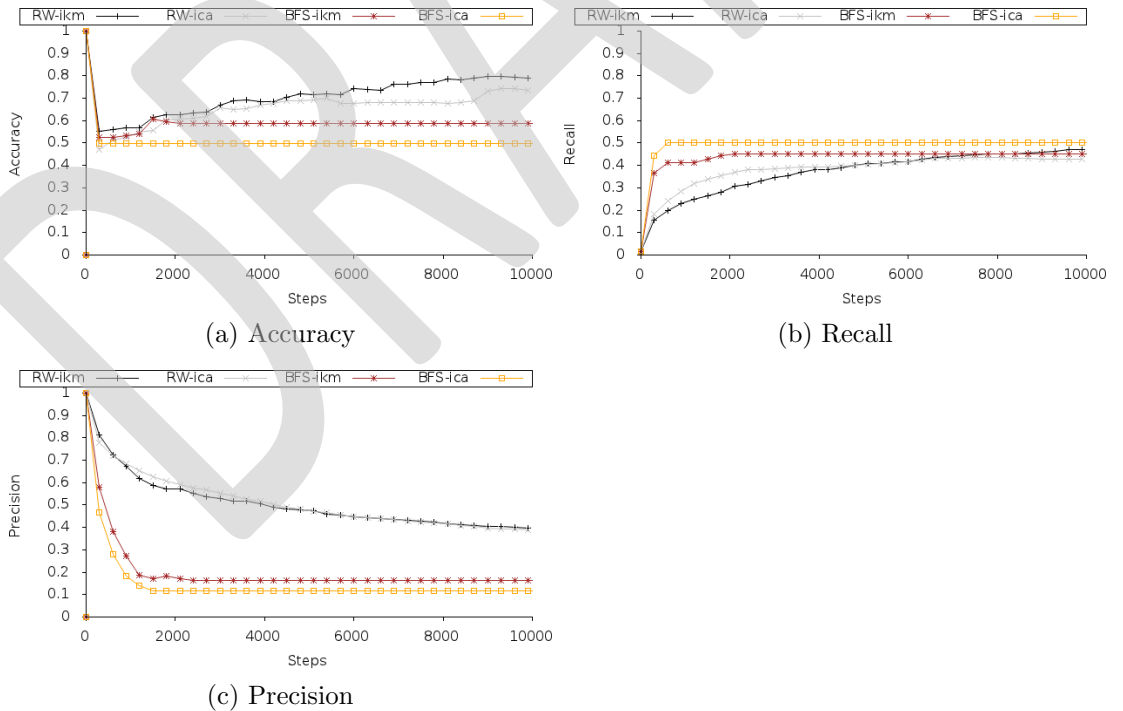 RW-ikm RW-ica BFS-ikm BFS-ica
1
0.9
0.8
0.7
0.6
0.5
0.4
0.3
0.2
0.1
0
Accuracy
0 2000 4000 6000 8000 10000
Steps
(a) Accuracy
RW-ikm RW-ica BFS-ikm BFS-ica
1
0.9
0.8
0.7
0.6
0.5
0.4
0.3
0.2
0.1
0
Recall
0 2000 4000 6000 8000 10000
Steps
(b) Recall
RW-ikm RW-ica BFS-ikm BFS-ica
1
0.9
0.8
0.7
0.6
0.5
0.4
0.3
0.2
0.1
0
Precision
0 2000 4000 6000 8000 10000
Steps
(c) Precision